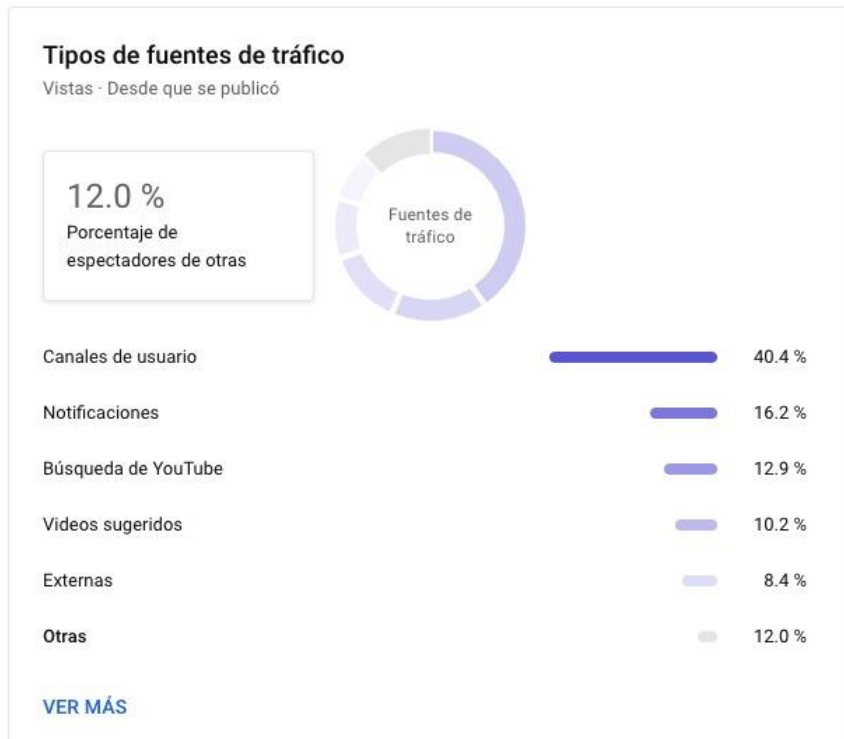 Tipos de fuentes de tráfico
Vistas · Desde que se publicó
12.0 %
Porcentaje de
espectadores de otras
Fuentes de
tráfico
Canales de usuario 40.4 %
Notificaciones 16.2 %
Búsqueda de YouTube 12.9 %
Videos sugeridos 10.2 %
Externas 8.4 %
Otras 12.0 %
VER MÁS